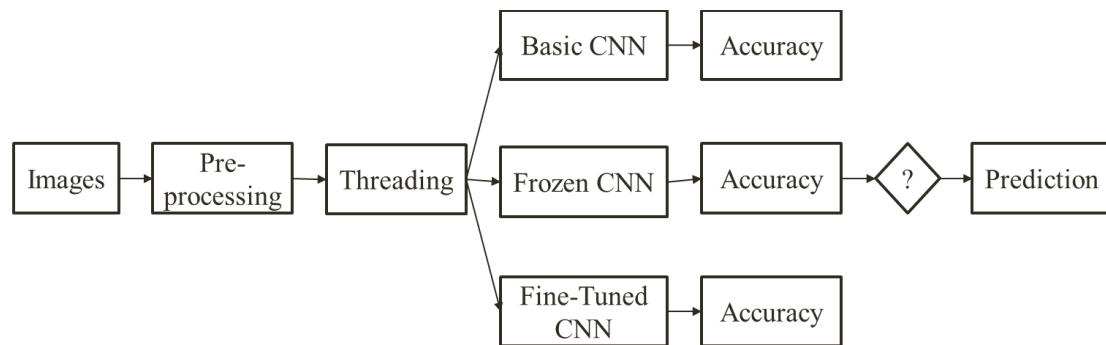 Basic CNN
Accuracy
Images
Pre-
processing
Threading
Frozen CNN
Accuracy
?
Prediction
Fine-Tuned
CNN
Accuracy